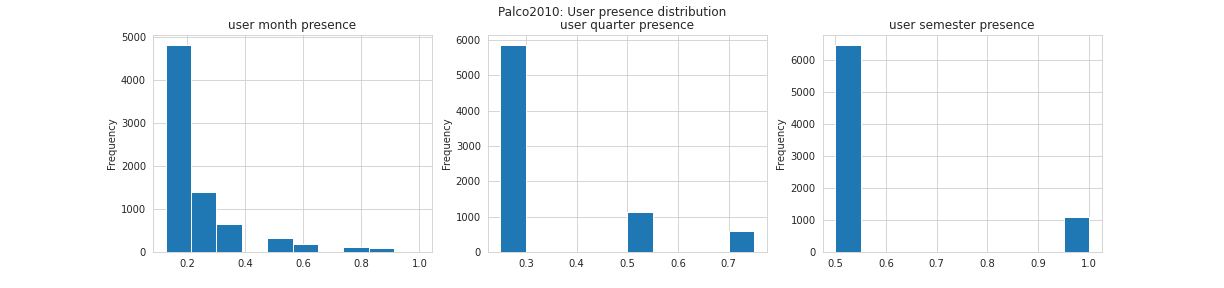 Palco2010: User presence distribution
user month presence
Frequency
5000
4000
3000
2000
1000
0
0.2 0.4 0.6 0.8 1.0
user quarter presence
Frequency
6000
5000
4000
3000
2000
1000
0
0.3 0.4 0.5 0.6 0.7
user semester presence
Frequency
6000
5000
4000
3000
2000
1000
0
0.5 0.6 0.7 0.8 0.9 1.0